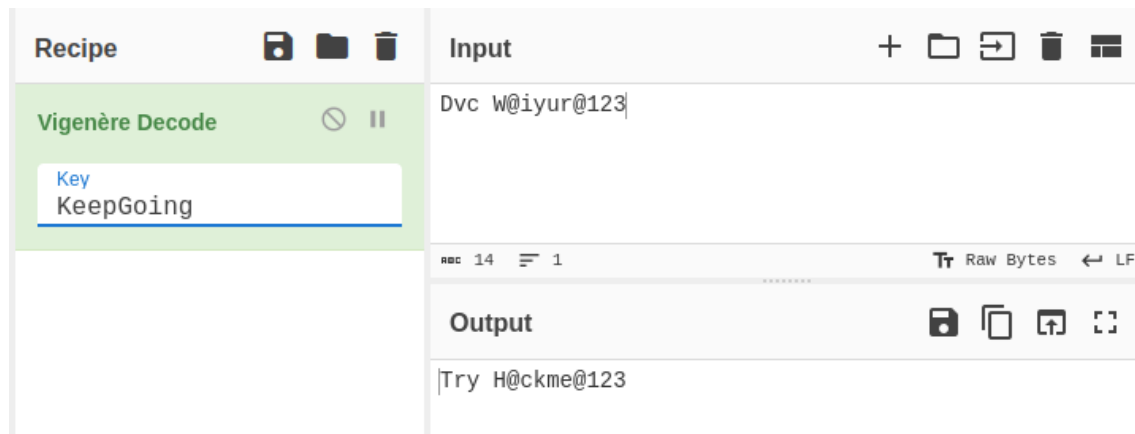 Recipe
Vigenère Decode
Key
KeepGoing
Input
Dvc W@iyur@123
ABC 14 1
Tт Raw Bytes LF
Output
Try H@ckme@123